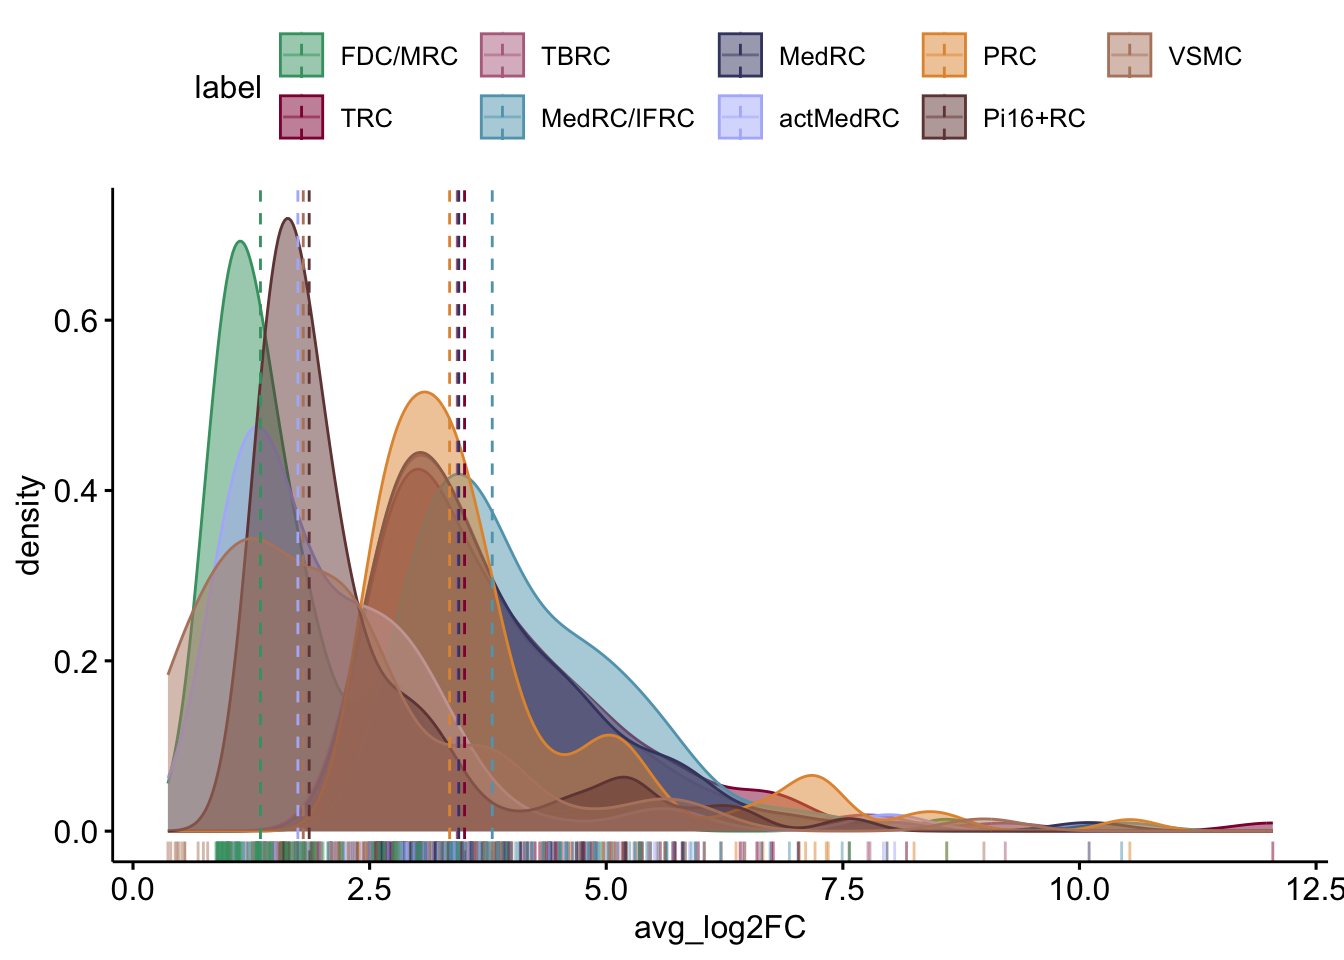 label
FDC/MRC TBRC MedRC PRC VSMC
TRC MedRC/IFRC actMedRC Pi16+RC
density
0.6
0.4
0.2
0.0
0.0 2.5 5.0 7.5 10.0 12.5
avg_log2FC